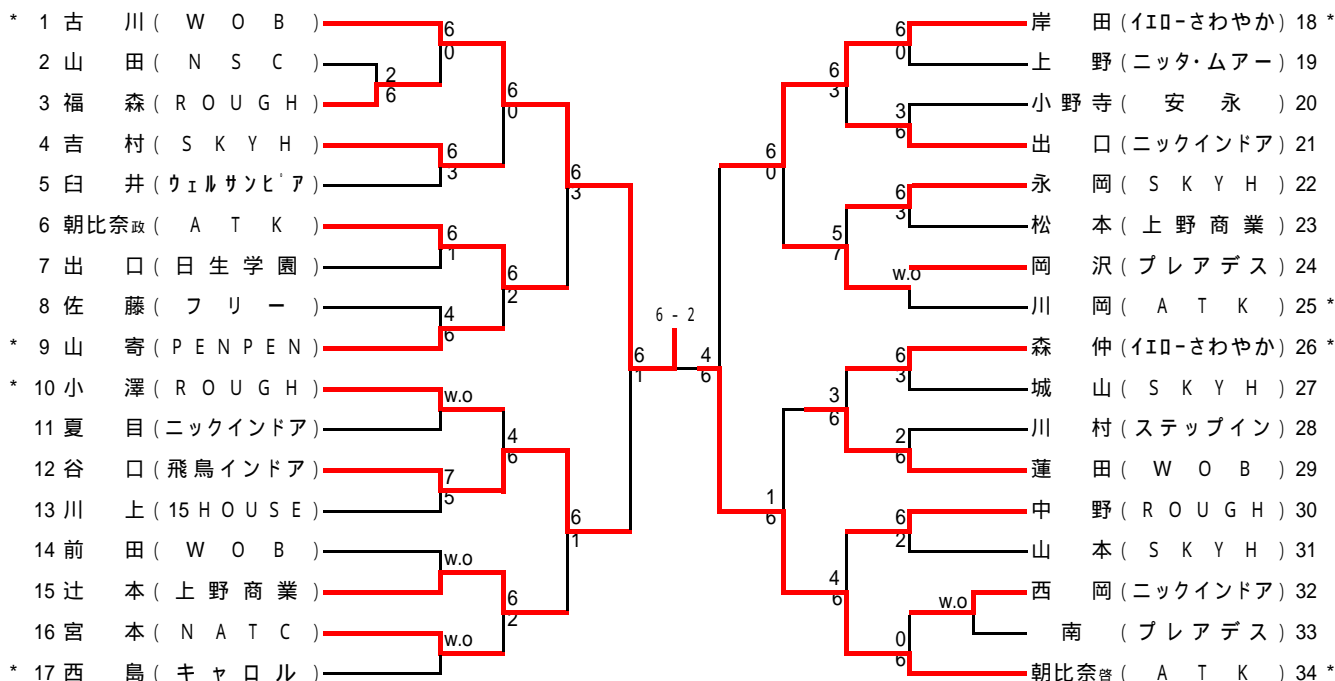 * 1 古 川 ( W O B )
2 山 田 ( N S C )
3 福 森 ( R O U G H )
4 吉 村 ( S K Y H )
5 臼 井 ( ウェルサンピア )
6 朝比奈政 ( A T K )
7 出 口 ( 日 生 学 園 )
8 佐 藤 ( フ リ ー )
* 9 山 寄 ( P E N P E N )
* 10 小 澤 ( R O U G H )
11 夏 目 ( ニックインドア )
12 谷 口 ( 飛鳥インドア )
13 川 上 ( 15 H O U S E )
14 前 田 ( W O B )
15 辻 本 ( 上 野 商 業 )
16 宮 本 ( N A T C )
* 17 西 島 ( キ ャ ロ ル )
6 0
2 6
6 3
6 1
4 6
w.o
7 5
w.o
w.o
6 0
6 2
4 6
6 2
6 3
6 1
6 1
6 - 2
4 6
6 0
1 6
6 3
5 7
3 6
4 6
6 0
3 6
6 3
w.o
6 3
2 6
6 2
w.o
0 6
岸 田 (イエローさわやか) 18 *
上 野 (ニッタ・ムアー) 19
小 野 寺 ( 安 永 ) 20
出 口 (ニックインドア) 21
永 岡 ( S K Y H ) 22
松 本 ( 上 野 商 業 ) 23
岡 沢 ( プレアデス ) 24
川 岡 ( A T K ) 25 *
森 仲 (イエローさわやか) 26 *
城 山 ( S K Y H ) 27
川 村 ( ステップイン ) 28
蓮 田 ( W O B ) 29
中 野 ( R O U G H ) 30
山 本 ( S K Y H ) 31
西 岡 (ニックインドア) 32
南 ( プレアデス ) 33
朝比奈啓 ( A T K ) 34 *